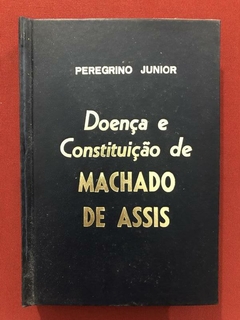 PEREGRINO JUNIOR
Doença e
Constituição de
MACHADO
DE ASSIS